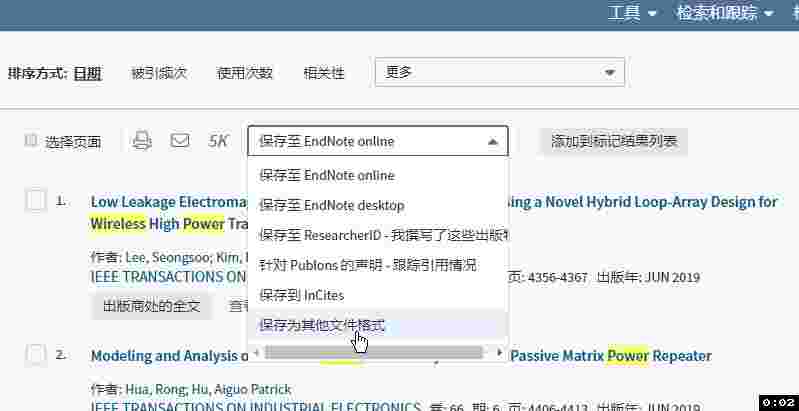 工具 检索和跟踪
排序方式: 日期 被引频次 使用次数 相关性 更多
选择页面 5K 保存至 EndNote online 添加到标记结果列表
保存至 EndNote online
保存至 EndNote desktop
保存至 ResearcherID - 我撰写了这些出版物
针对 Publons 的声明 - 跟踪引用情况
保存到 InCites
保存为其他文件格式
1. Low Leakage Electromag ing a Novel Hybrid Loop-Array Design for
Wireless High Power Tra
作者: Lee, Seongsoo; Kim,
IEEE TRANSACTIONS ON 页: 4356-4367 出版年: JUN 2019
出版商处的全文 查看
2. Modeling and Analysis o Passive Matrix Power Repeater
作者: Hua, Rong; Hu, Aiguo Patrick
IEEE TRANSACTIONS ON INDUSTRIAL ELECTRONICS 卷: 66 期: 6 页: 4406-4413 出版年: JUN 2019
0:02